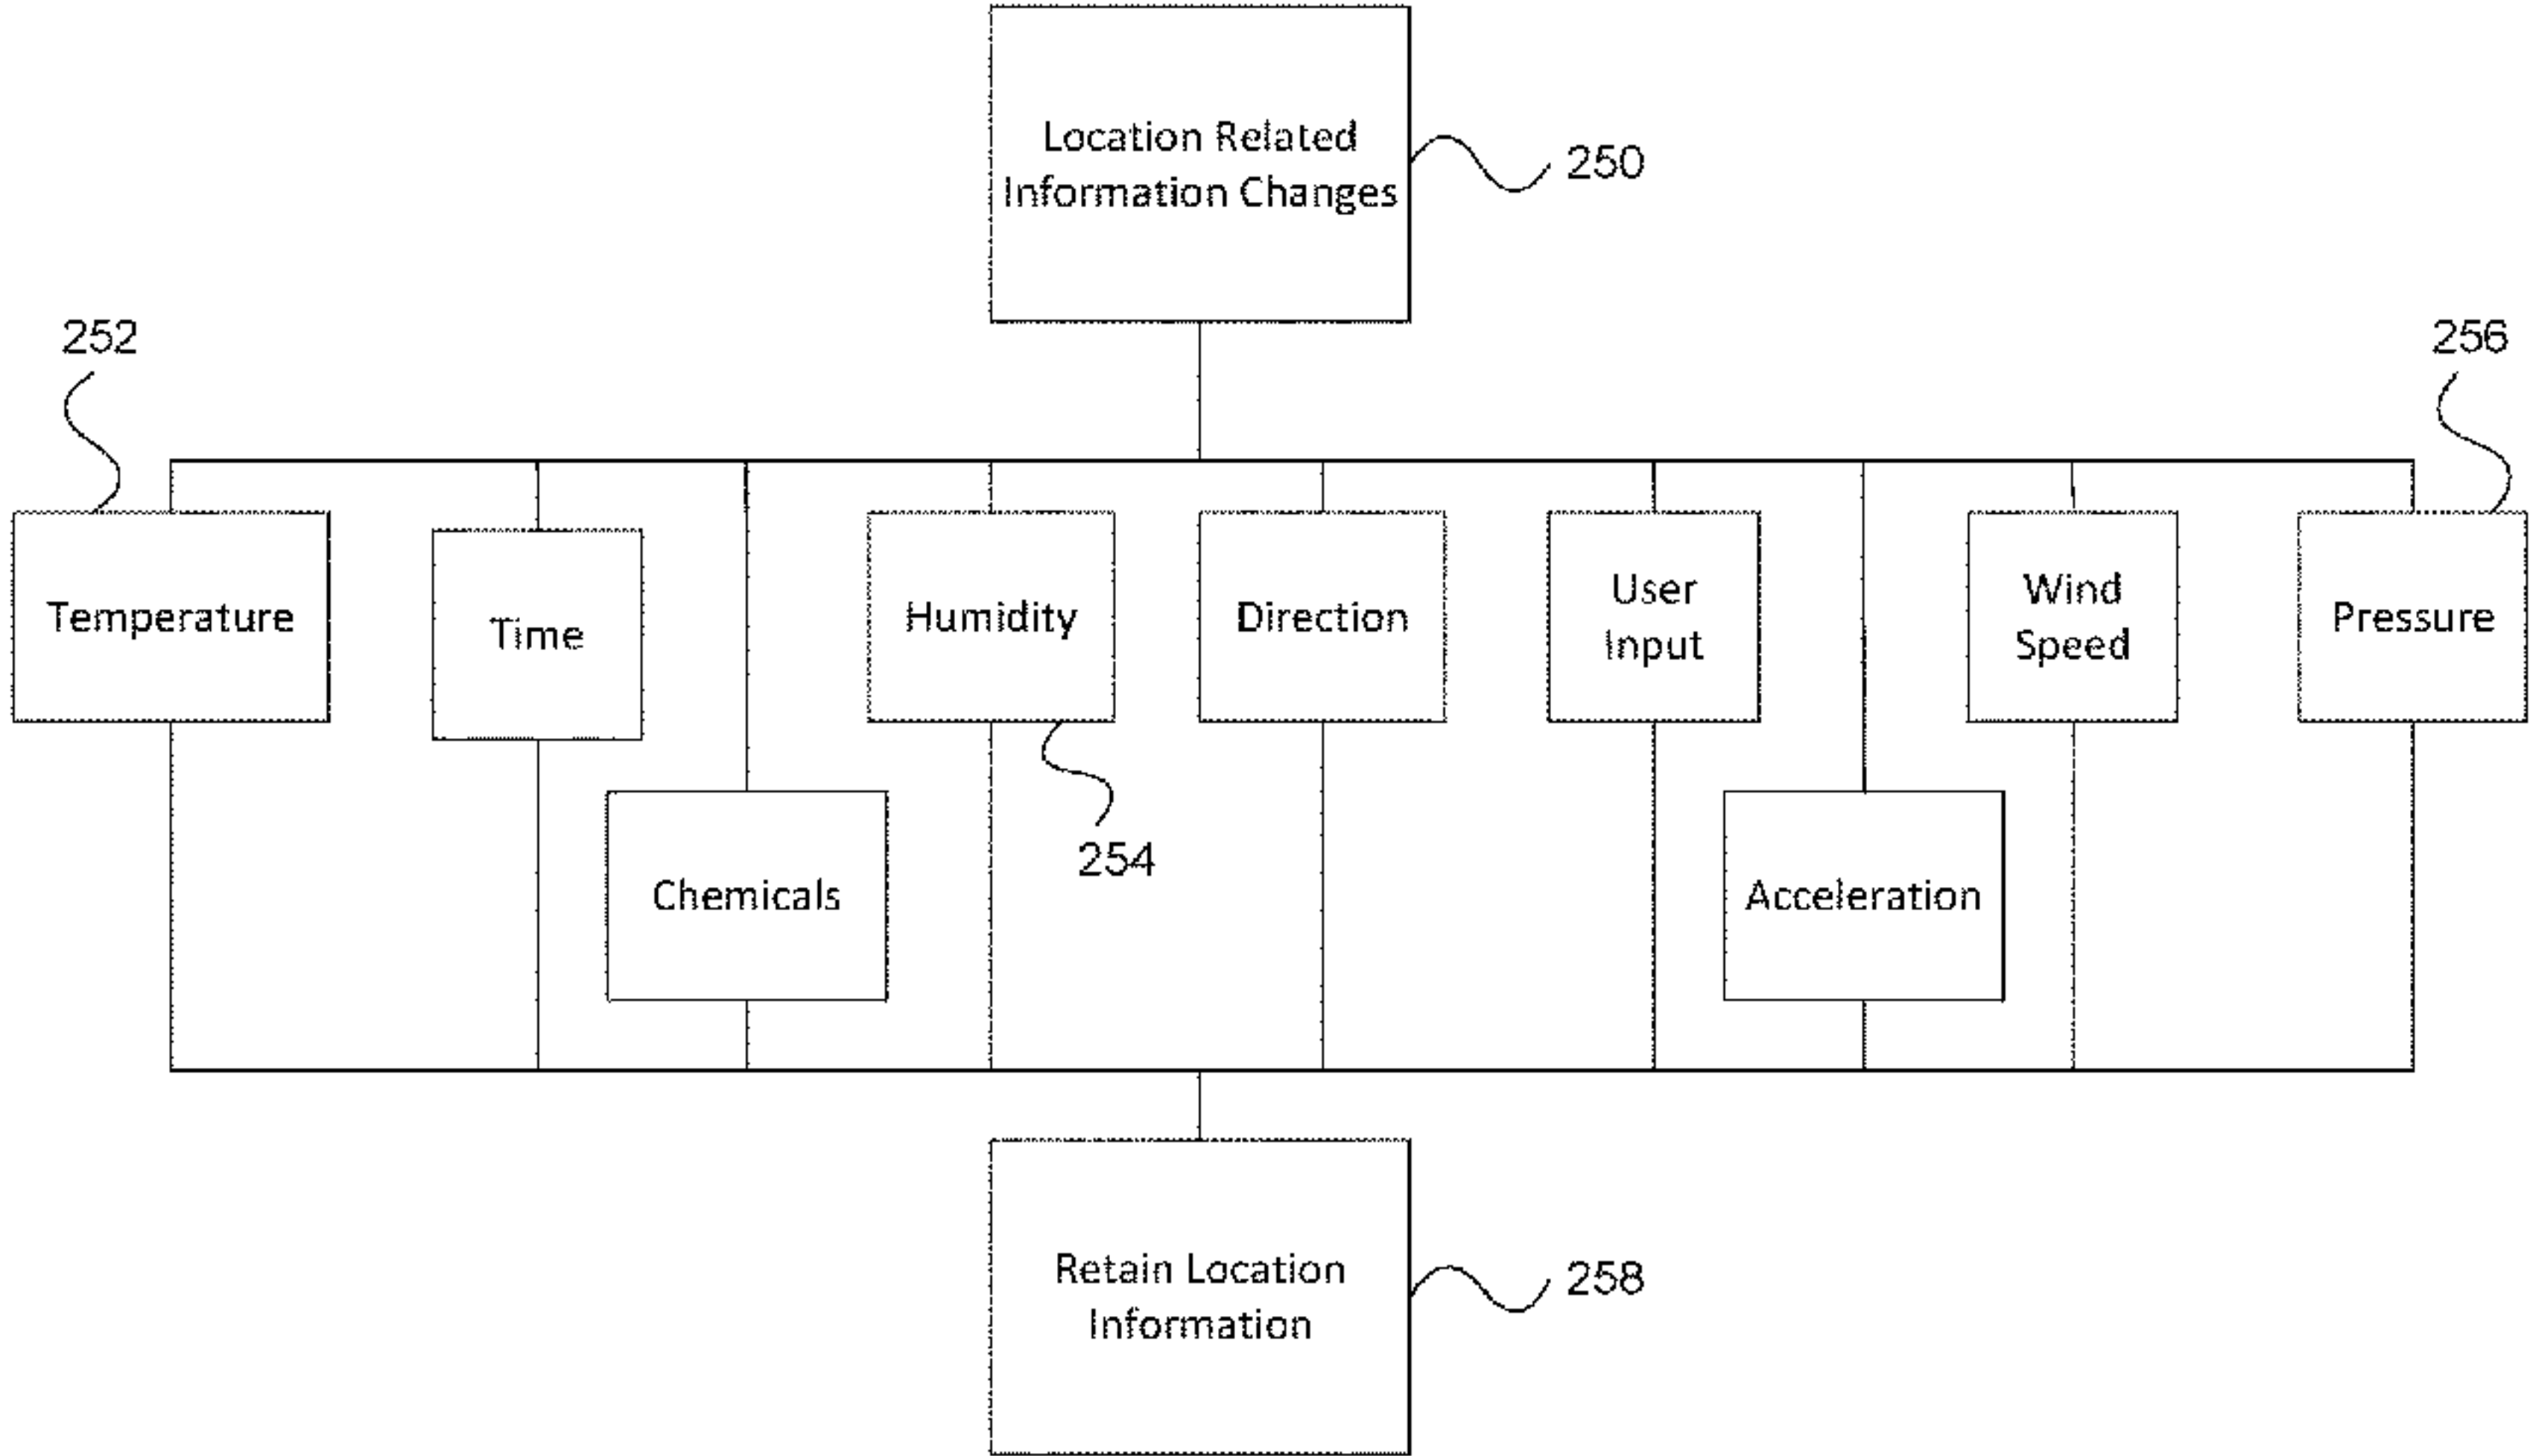 Location Related
Information Changes
250
252
256
Temperature
Time
Humidity
Direction
User
Input
Wind
Speed
Pressure
254
Chemicals
Acceleration
Retain Location
Information
258